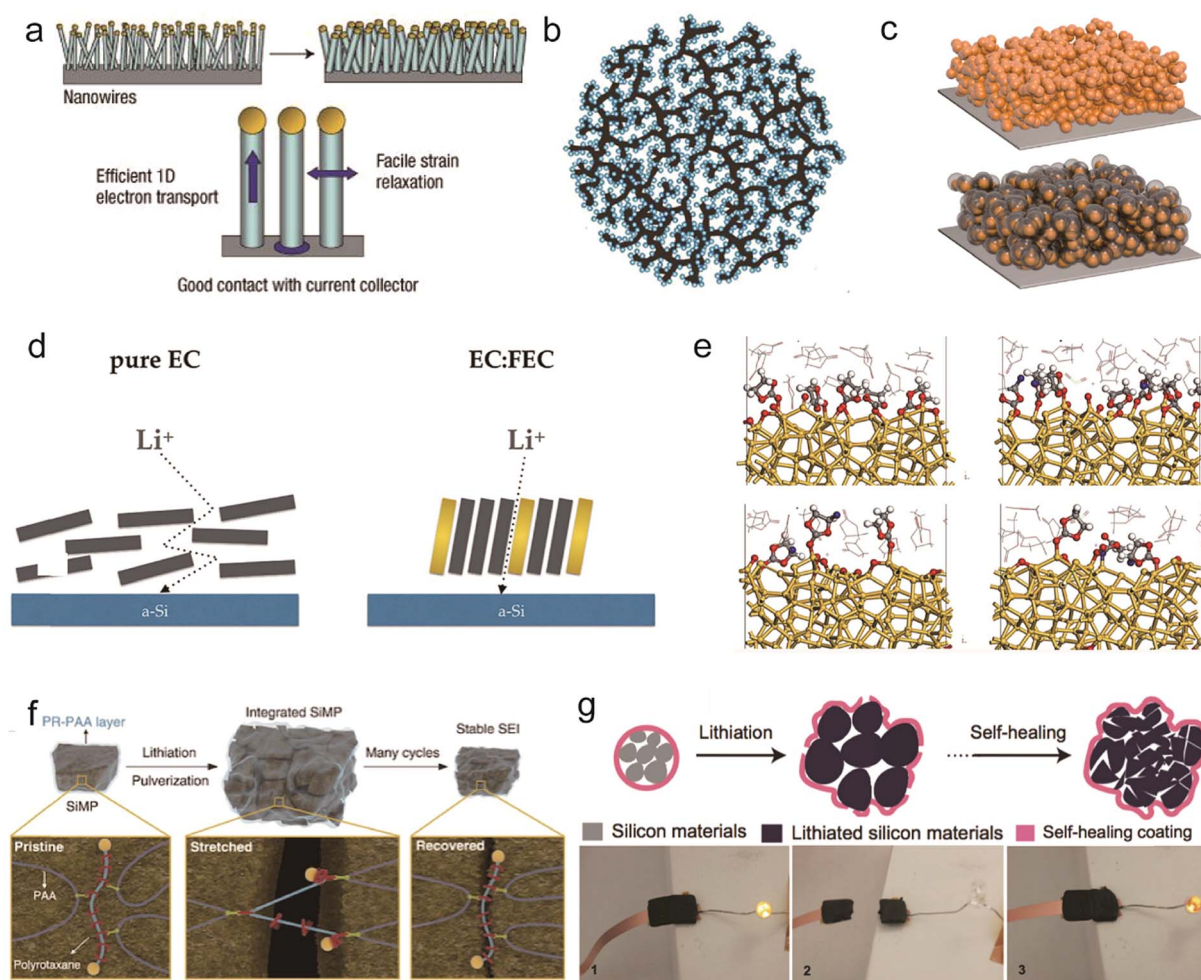 a
Nanowires
Efficient 1D
electron transport
Facile strain
relaxation
Good contact with current collector
b
c
d
pure EC
EC:FEC
Li⁺
Li⁺
a-Si
a-Si
e
f
PR-PAA layer
SiMP
Lithiation
Pulverization
Integrated SiMP
Many cycles
Stable SEI
Pristine
PAA
Polyrotaxane
Stretched
Recovered
g
Lithiation
Self-healing
Silicon materials
Lithiated silicon materials
Self-healing coating
1
2
3